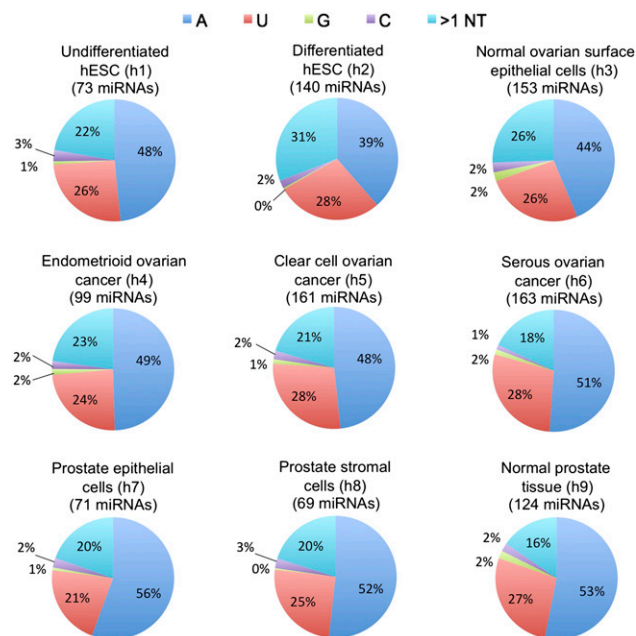 A U G C >1 NT
Undifferentiated
hESC (h1)
(73 miRNAs)
22%
48%
3%
1%
26%
Differentiated
hESC (h2)
(140 miRNAs)
31%
39%
2%
0%
28%
Normal ovarian surface
epithelial cells (h3)
(153 miRNAs)
26%
44%
2%
2%
26%
Endometrioid ovarian
cancer (h4)
(99 miRNAs)
23%
49%
2%
2%
24%
Clear cell ovarian
cancer (h5)
(161 miRNAs)
21%
48%
2%
1%
28%
Serous ovarian
cancer (h6)
(163 miRNAs)
18%
1%
2%
51%
28%
Prostate epithelial
cells (h7)
(71 miRNAs)
20%
2%
1%
56%
21%
Prostate stromal
cells (h8)
(69 miRNAs)
20%
3%
0%
52%
25%
Normal prostate
tissue (h9)
(124 miRNAs)
16%
2%
2%
53%
27%